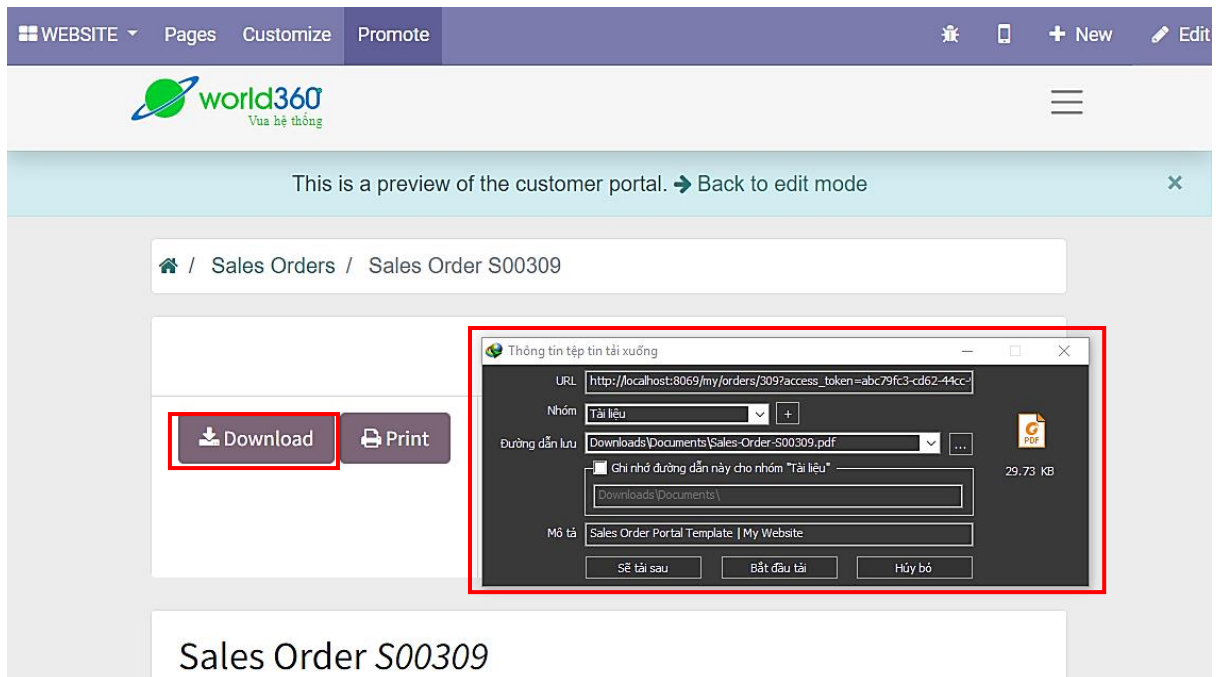 WEBSITE Pages Customize Promote New Edit
world360
Vua hệ thống
This is a preview of the customer portal. Back to edit mode
/ Sales Orders / Sales Order S00309
Thông tin tệp tin tải xuống
URL http://localhost:8069/my/orders/309?access_token=abc79fc3-cd62-44cc-
Nhóm Tài liệu +
Đường dẫn lưu Downloads\Documents\Sales-Order-S00309.pdf ...
PDF
Ghi nhớ đường dẫn này cho nhóm "Tài liệu"
29.73 KB
Downloads\Documents\
Mô tả Sales Order Portal Template | My Website
Sẽ tải sau Bắt đầu tải Hủy bỏ
Download Print
Sales Order S00309